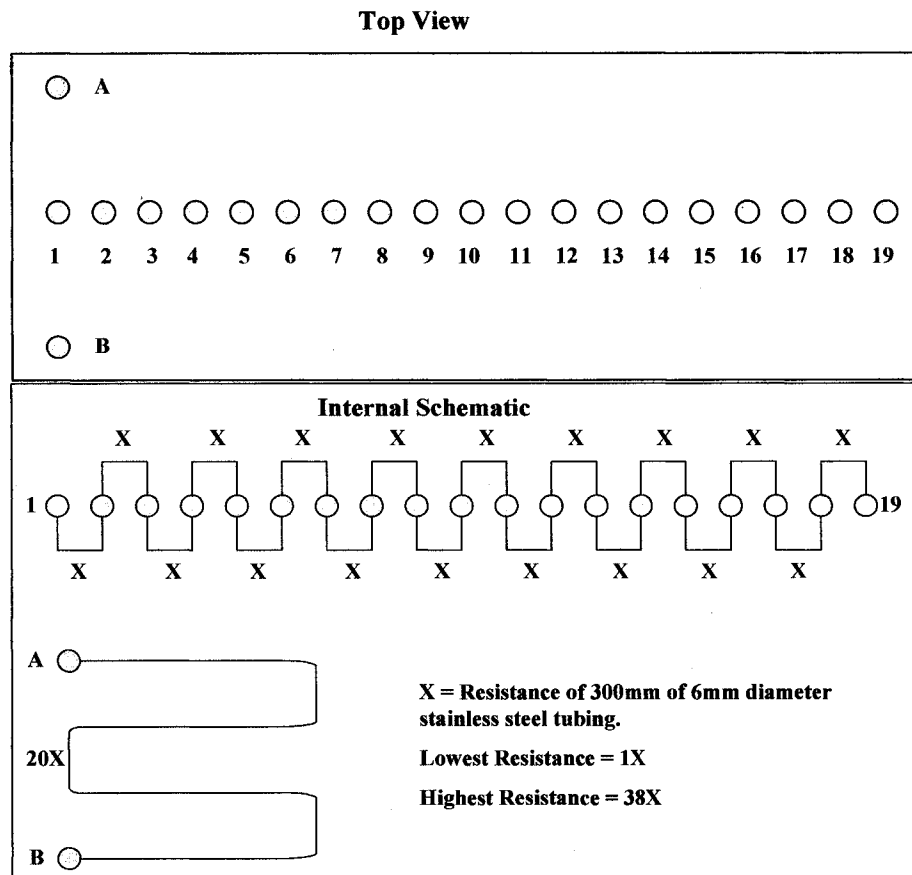 Top View
A
1 2 3 4 5 6 7 8 9 10 11 12 13 14 15 16 17 18 19
B
Internal Schematic
X X X X X X X X X
1 19
X X X X X X X X X
A
20X
B
X = Resistance of 300mm of 6mm diameter
stainless steel tubing.
Lowest Resistance = 1X
Highest Resistance = 38X